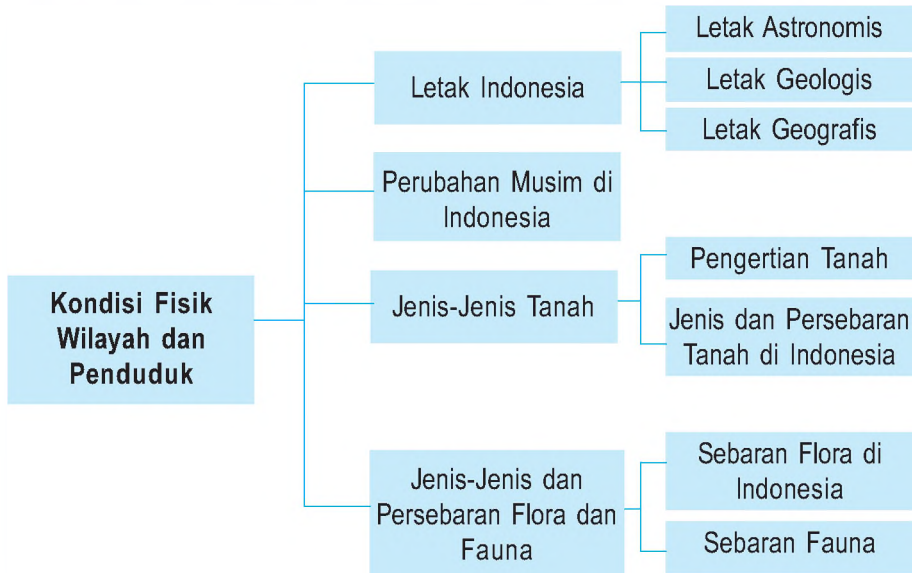 Kondisi Fisik
Wilayah dan
Penduduk
Letak Indonesia
Letak Astronomis
Letak Geologis
Letak Geografis
Perubahan Musim di
Indonesia
Jenis-Jenis Tanah
Pengertian Tanah
Jenis dan Persebaran
Tanah di Indonesia
Jenis-Jenis dan
Persebaran Flora dan
Fauna
Sebaran Flora di
Indonesia
Sebaran Fauna